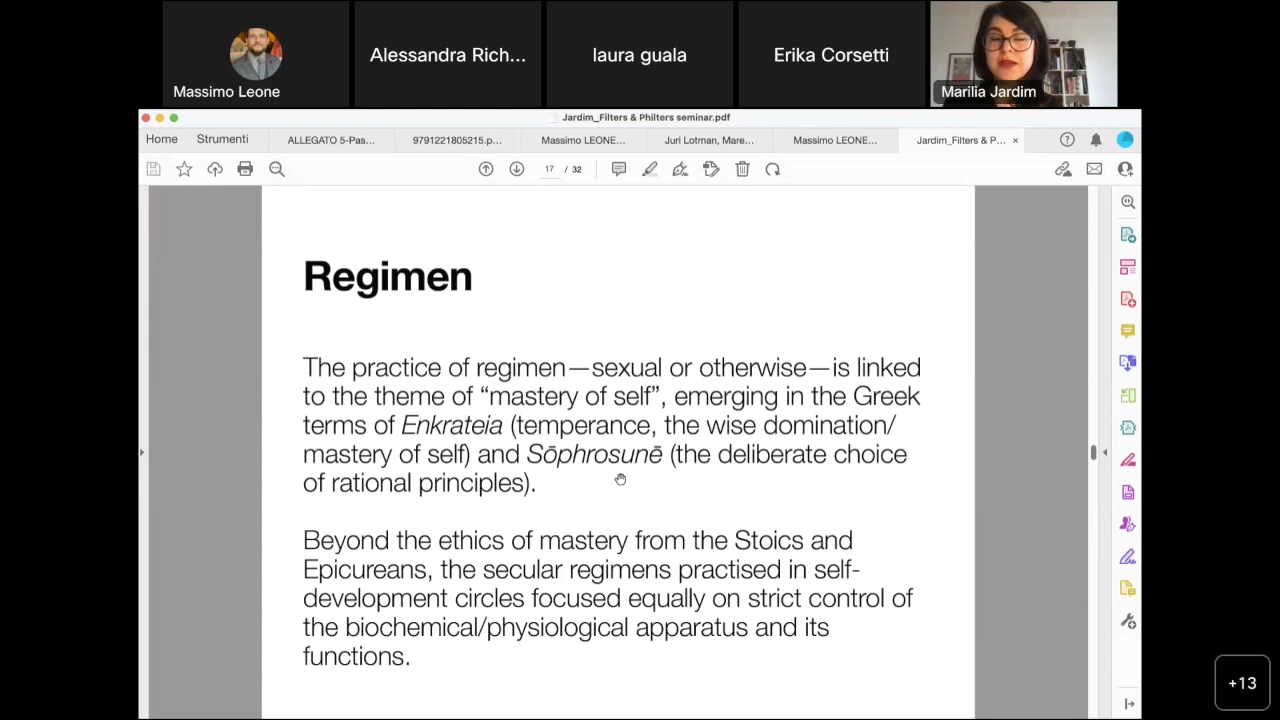 Alessandra Rich...
laura guala
Erika Corsetti
Massimo Leone
Marilia Jardim
Jardim_Filters & Philters seminar.pdf
Home
Strumenti
ALLEGATO 5-Pas...
9791221805215.p...
Massimo LEONE...
Juri Lotman, Mare...
Massimo LEONE...
Jardim_Filters & P... ×
17 / 32
Regimen
The practice of regimen—sexual or otherwise—is linked
to the theme of “mastery of self”, emerging in the Greek
terms of Enkrateia (temperance, the wise domination/
mastery of self) and Sōphrosunē (the deliberate choice
of rational principles).
Beyond the ethics of mastery from the Stoics and
Epicureans, the secular regimens practised in self-
development circles focused equally on strict control of
the biochemical/physiological apparatus and its
functions.
+13